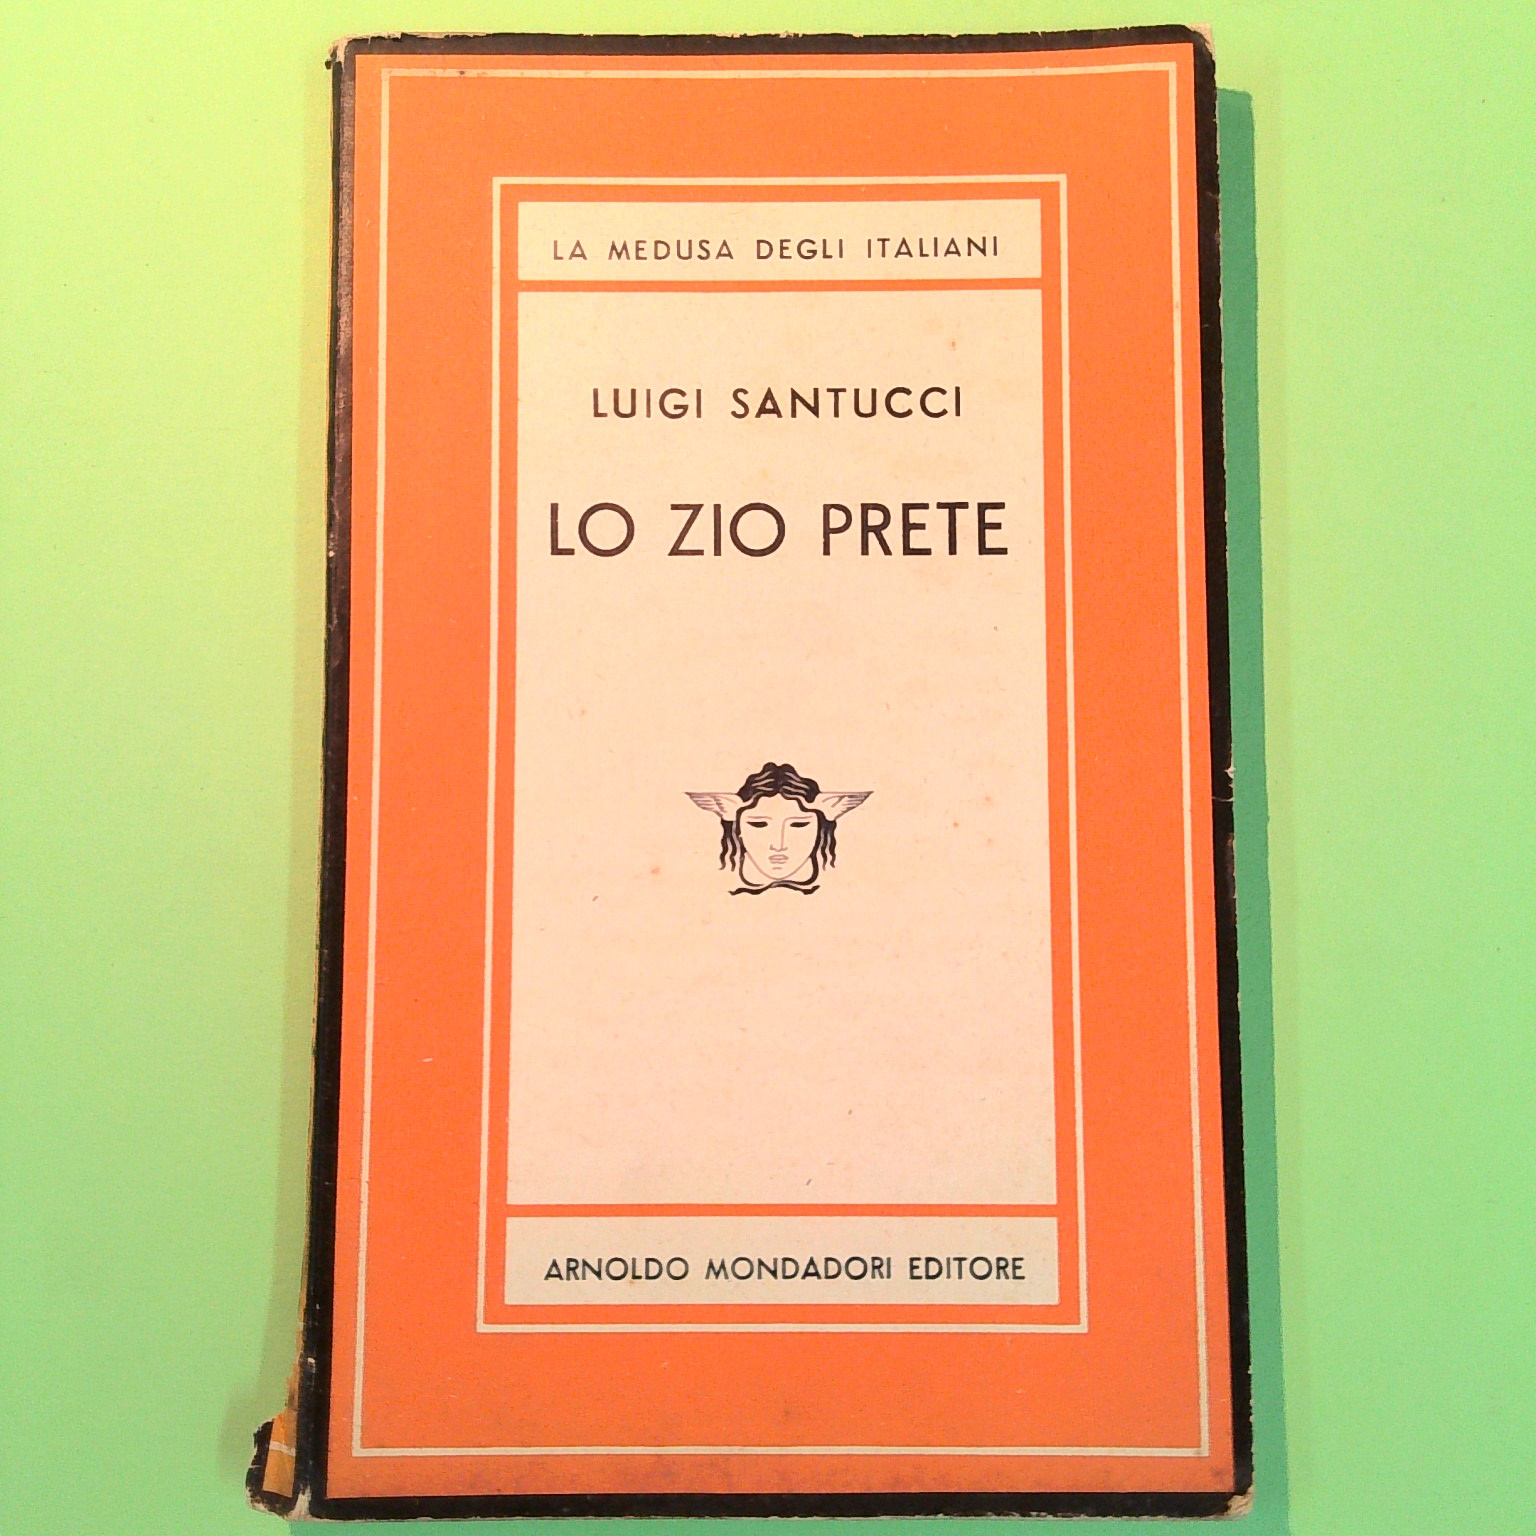 LA MEDUSA DEGLI ITALIANI
LUIGI SANTUCCI
LO ZIO PRETE
ARNOLDO MONDADORI EDITORE